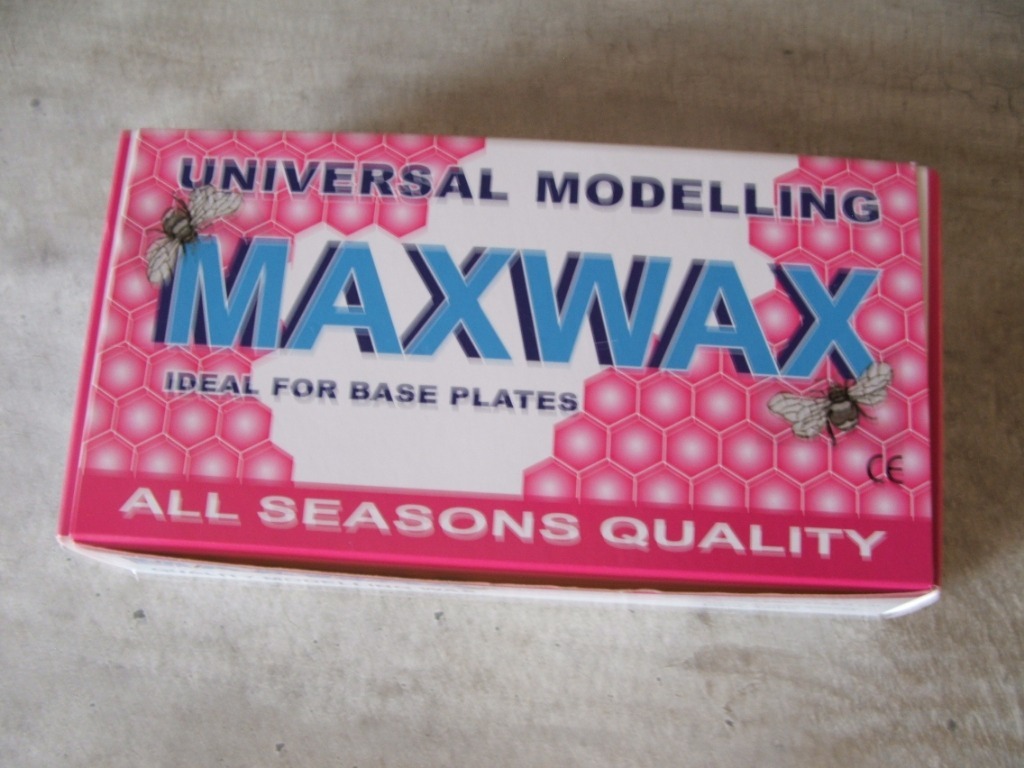 UNIVERSAL MODELLING
MAXWAX
IDEAL FOR BASE PLATES
CE
ALL SEASONS QUALITY